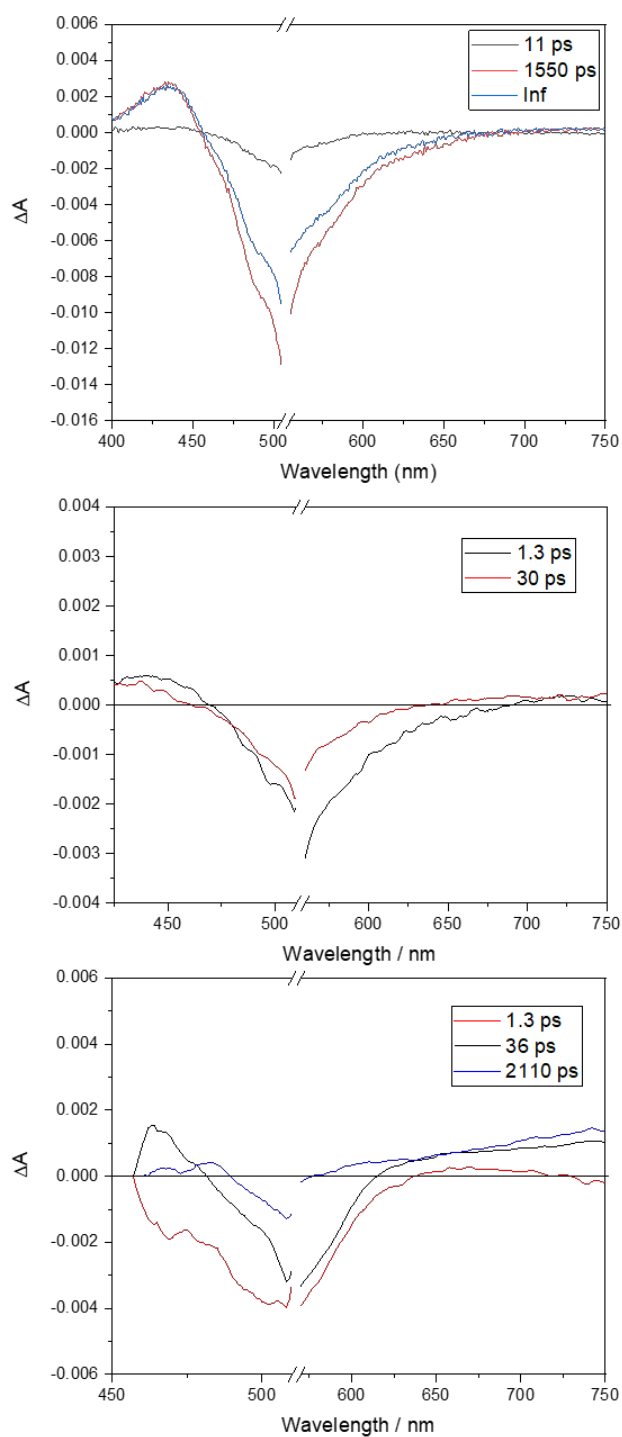 0.006
0.004
0.002
0.000
-0.002
-0.004
-0.006
-0.008
-0.010
-0.012
-0.014
-0.016
ΔA
11 ps
1550 ps
Inf
400 450 500 600 650 700 750
Wavelength (nm)
0.004
0.003
0.002
0.001
0.000
-0.001
-0.002
-0.003
-0.004
ΔA
1.3 ps
30 ps
450 500 600 650 700 750
Wavelength / nm
0.006
0.004
0.002
0.000
-0.002
-0.004
-0.006
ΔA
1.3 ps
36 ps
2110 ps
450 500 600 650 700 750
Wavelength / nm